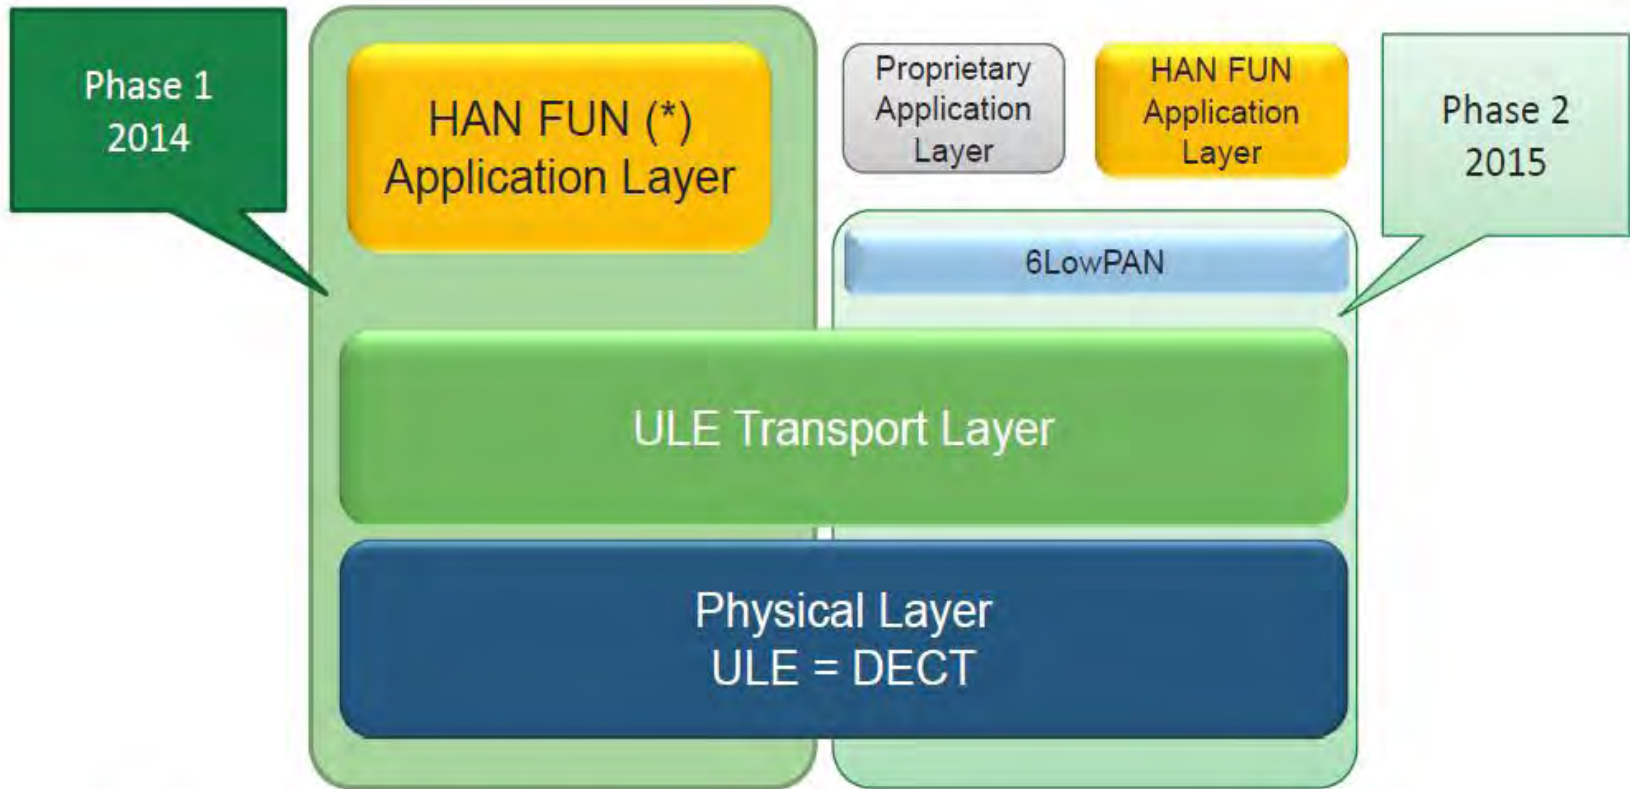 Phase 1
2014
HAN FUN (*)
Application Layer
Proprietary
Application
Layer
HAN FUN
Application
Layer
Phase 2
2015
6LowPAN
ULE Transport Layer
Physical Layer
ULE = DECT